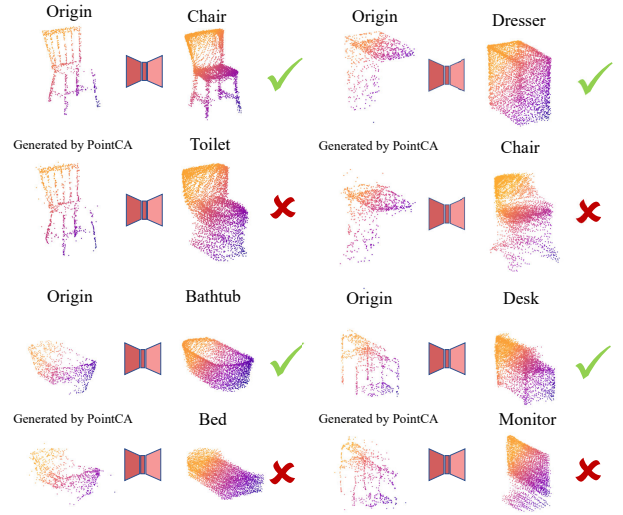 Origin Chair Origin Dresser
Generated by PointCA Toilet Generated by PointCA Chair
Origin Bathtub Origin Desk
Generated by PointCA Bed Generated by PointCA Monitor